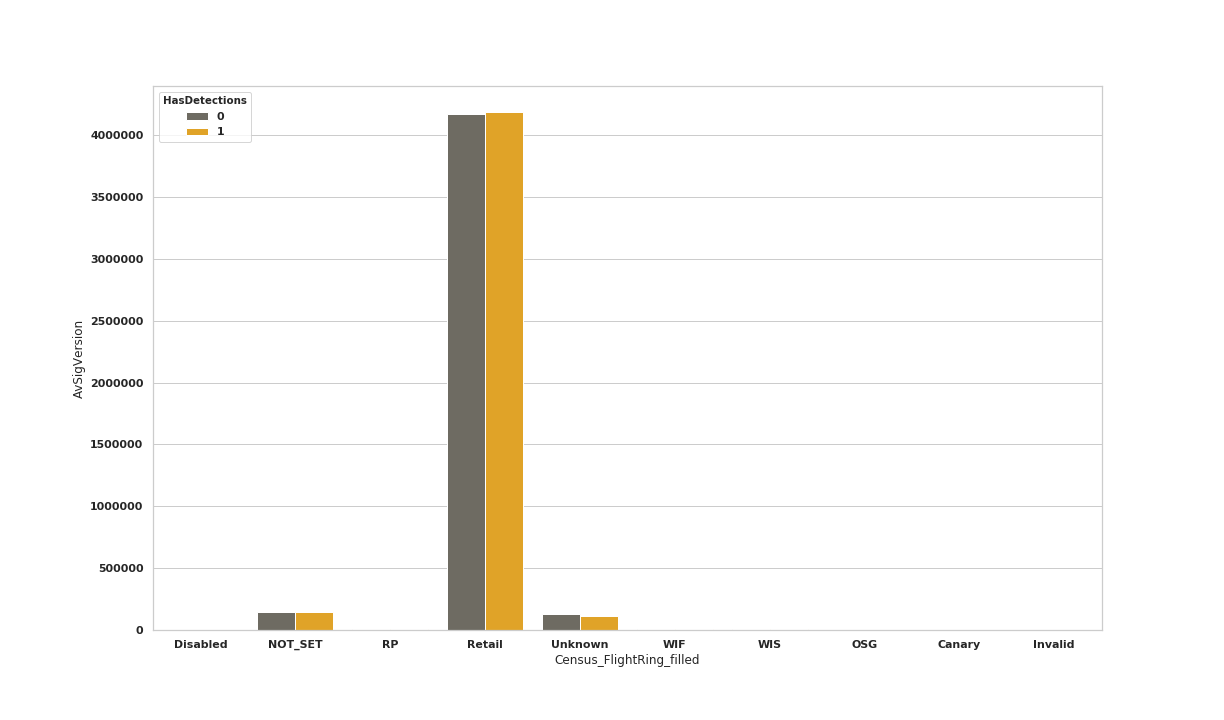 HasDetections
0
1
4000000
3500000
3000000
2500000
2000000
1500000
1000000
500000
0
AvSigVersion
Disabled NOT_SET RP Retail Unknown WIF WIS OSG Canary Invalid
Census_FlightRing_filled